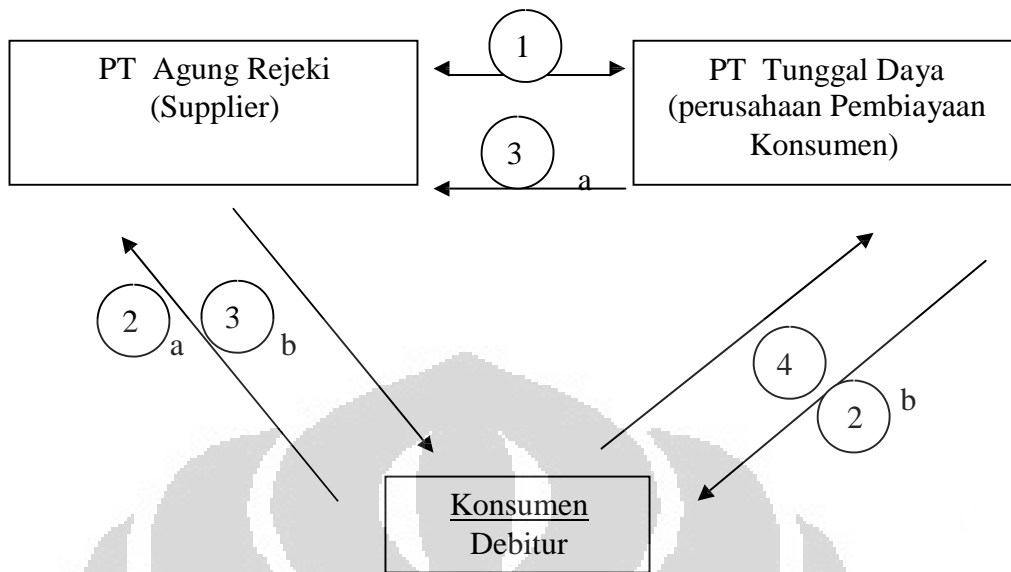 1
PT Agung Rejeki
(Supplier)
PT Tunggal Daya
(perusahaan Pembiayaan
Konsumen)
3
a
2
a
3
b
4
2
b
Konsumen
Debitur